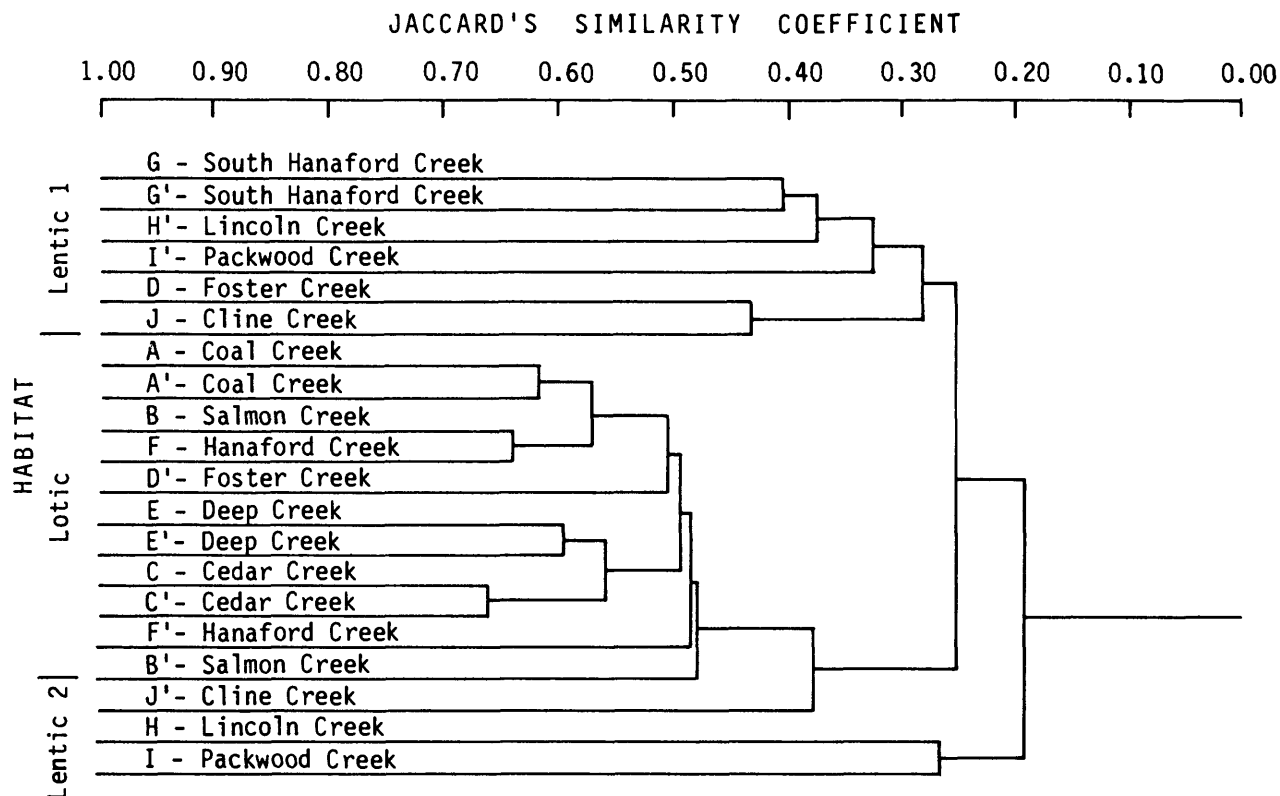 JACCARD'S SIMILARITY COEFFICIENT
1.00 0.90 0.80 0.70 0.60 0.50 0.40 0.30 0.20 0.10 0.00
HABITAT
Lentic 1
G - South Hanaford Creek
G'- South Hanaford Creek
H'- Lincoln Creek
I'- Packwood Creek
D - Foster Creek
J - Cline Creek
Lotic
A - Coal Creek
A'- Coal Creek
B - Salmon Creek
F - Hanaford Creek
D'- Foster Creek
E - Deep Creek
E'- Deep Creek
C - Cedar Creek
C'- Cedar Creek
F'- Hanaford Creek
B'- Salmon Creek
Lentic 2
J'- Cline Creek
H - Lincoln Creek
I - Packwood Creek